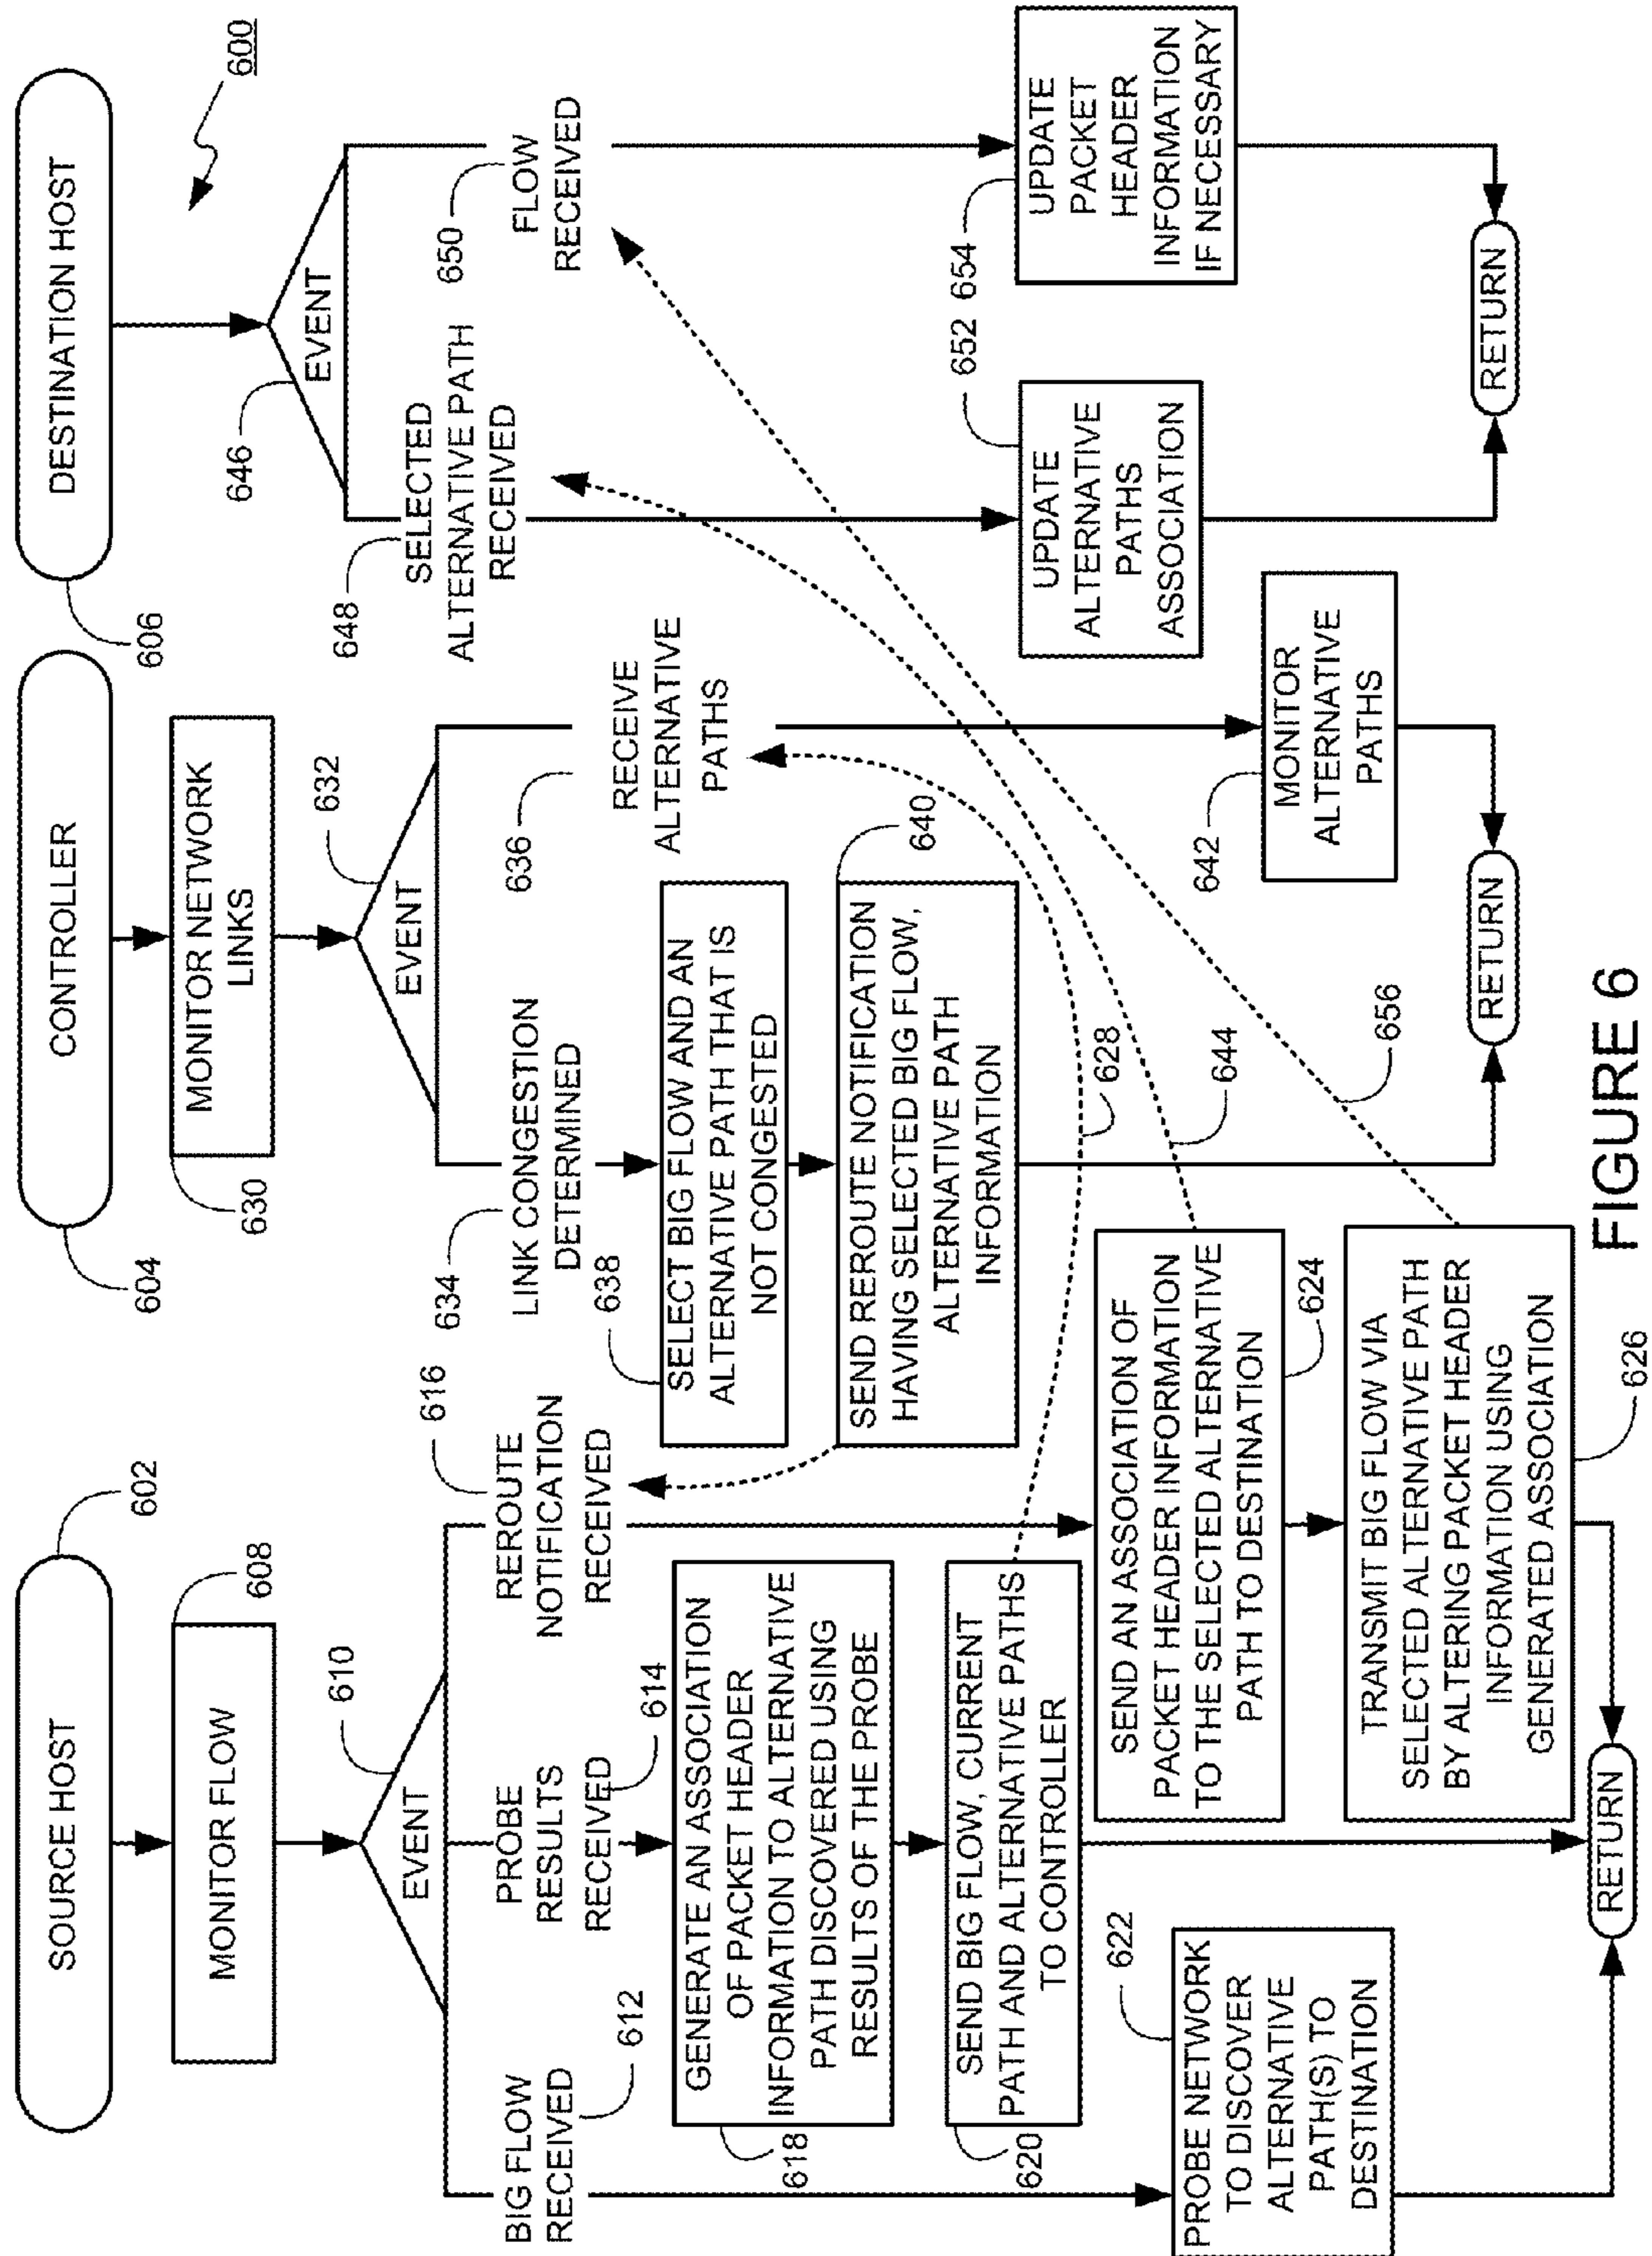 600
SOURCE HOST
602
MONITOR FLOW
608
EVENT
610
BIG FLOW
RECEIVED
612
PROBE
RESULTS
RECEIVED
614
REROUTE
NOTIFICATION
RECEIVED
616
GENERATE AN ASSOCIATION
OF PACKET HEADER
INFORMATION TO ALTERNATIVE
PATH DISCOVERED USING
RESULTS OF THE PROBE
618
SEND BIG FLOW, CURRENT
PATH AND ALTERNATIVE PATHS
TO CONTROLLER
620
PROBE NETWORK
TO DISCOVER
ALTERNATIVE
PATH(S) TO
DESTINATION
622
SEND AN ASSOCIATION OF
PACKET HEADER INFORMATION
TO THE SELECTED ALTERNATIVE
PATH TO DESTINATION
624
TRANSMIT BIG FLOW VIA
SELECTED ALTERNATIVE PATH
BY ALTERING PACKET HEADER
INFORMATION USING
GENERATED ASSOCIATION
626
RETURN
CONTROLLER
604
MONITOR NETWORK
LINKS
630
EVENT
632
634
LINK CONGESTION
DETERMINED
636
RECEIVE
ALTERNATIVE
PATHS
638
SELECT BIG FLOW AND AN
ALTERNATIVE PATH THAT IS
NOT CONGESTED
640
SEND REROUTE NOTIFICATION
HAVING SELECTED BIG FLOW,
ALTERNATIVE PATH
INFORMATION
628
644
656
642
MONITOR
ALTERNATIVE
PATHS
RETURN
DESTINATION HOST
606
EVENT
646
648
SELECTED
ALTERNATIVE PATH
RECEIVED
650
FLOW
RECEIVED
652
UPDATE
ALTERNATIVE
PATHS
ASSOCIATION
654
UPDATE
PACKET
HEADER
INFORMATION
IF NECESSARY
RETURN
FIGURE 6